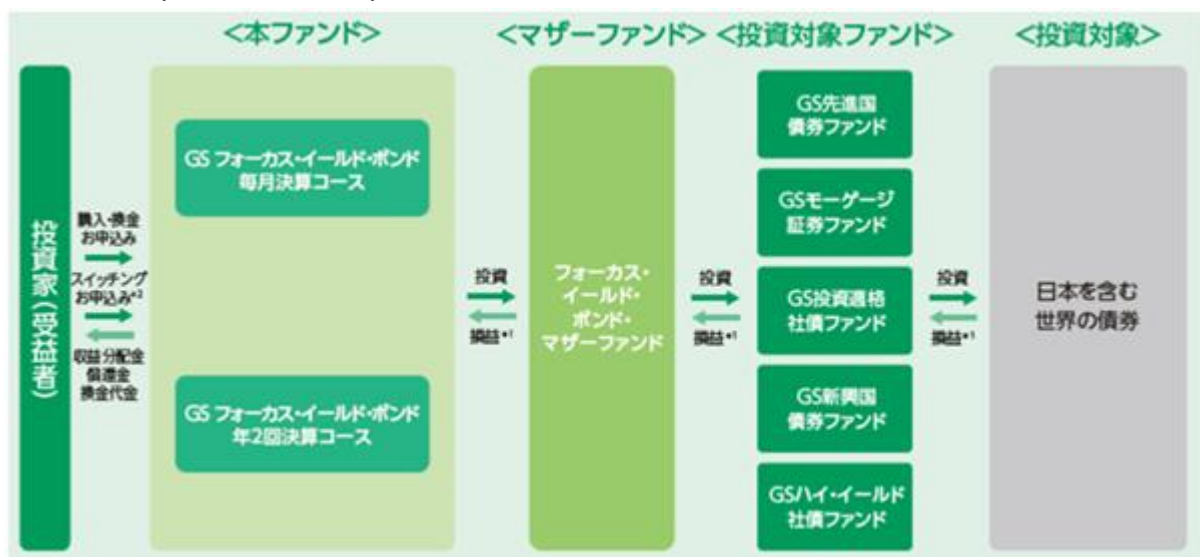 <本ファンド>
<マザーファンド>
<投資対象ファンド>
<投資対象>
投資家(受益者)
購入・換金
お申込み
スイッチング
お申込み*2
収益分配金
償還金
換金代金
GS フォーカス・イールド・ボンド
毎月決算コース
GS フォーカス・イールド・ボンド
年2回決算コース
投資
損益*1
フォーカス・
イールド・
ボンド・
マザーファンド
投資
損益*1
GS先進国
債券ファンド
GSモーゲージ
証券ファンド
GS投資適格
社債ファンド
GS新興国
債券ファンド
GSハイ・イールド
社債ファンド
投資
損益*1
日本を含む
世界の債券